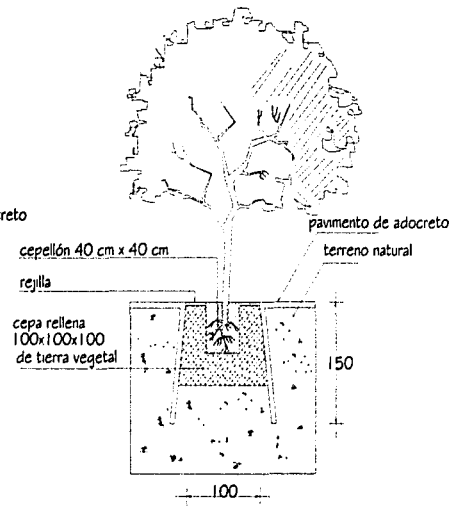 creto
pavimento de adocreto
cepellón 40 cm x 40 cm
terreno natural
rejilla
cepa rellena
100x100x100
de tierra vegetal
150
100